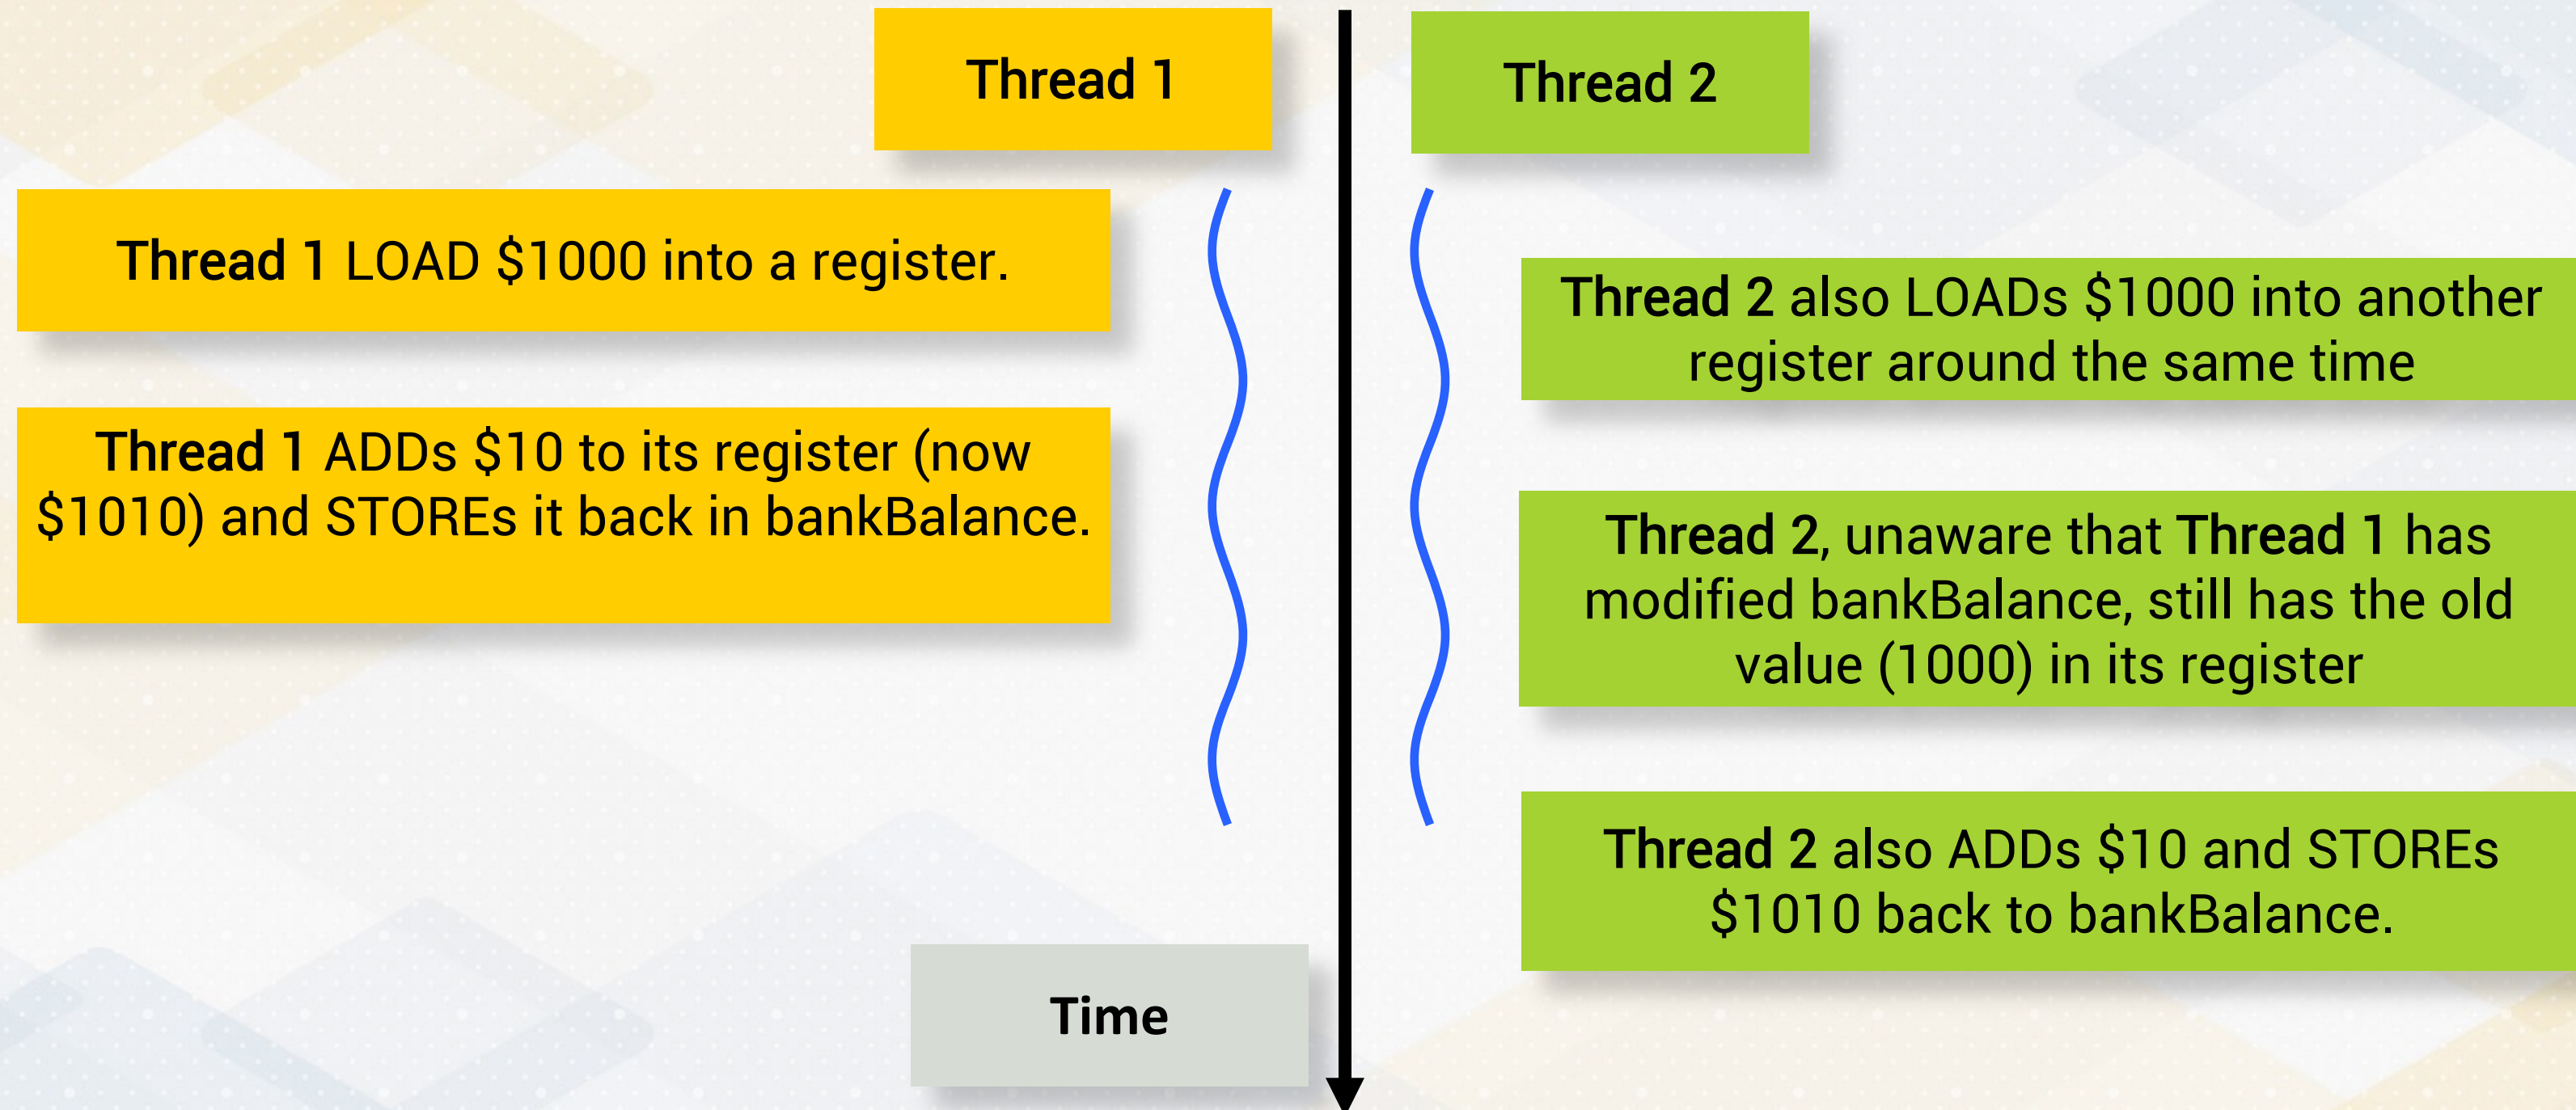 Thread 1
Thread 2
Thread 1 LOAD $1000 into a register.
Thread 2 also LOADs $1000 into another
register around the same time
Thread 1 ADDs $10 to its register (now
$1010) and STOREs it back in bankBalance.
Thread 2, unaware that Thread 1 has
modified bankBalance, still has the old
value (1000) in its register
Thread 2 also ADDs $10 and STOREs
$1010 back to bankBalance.
Time